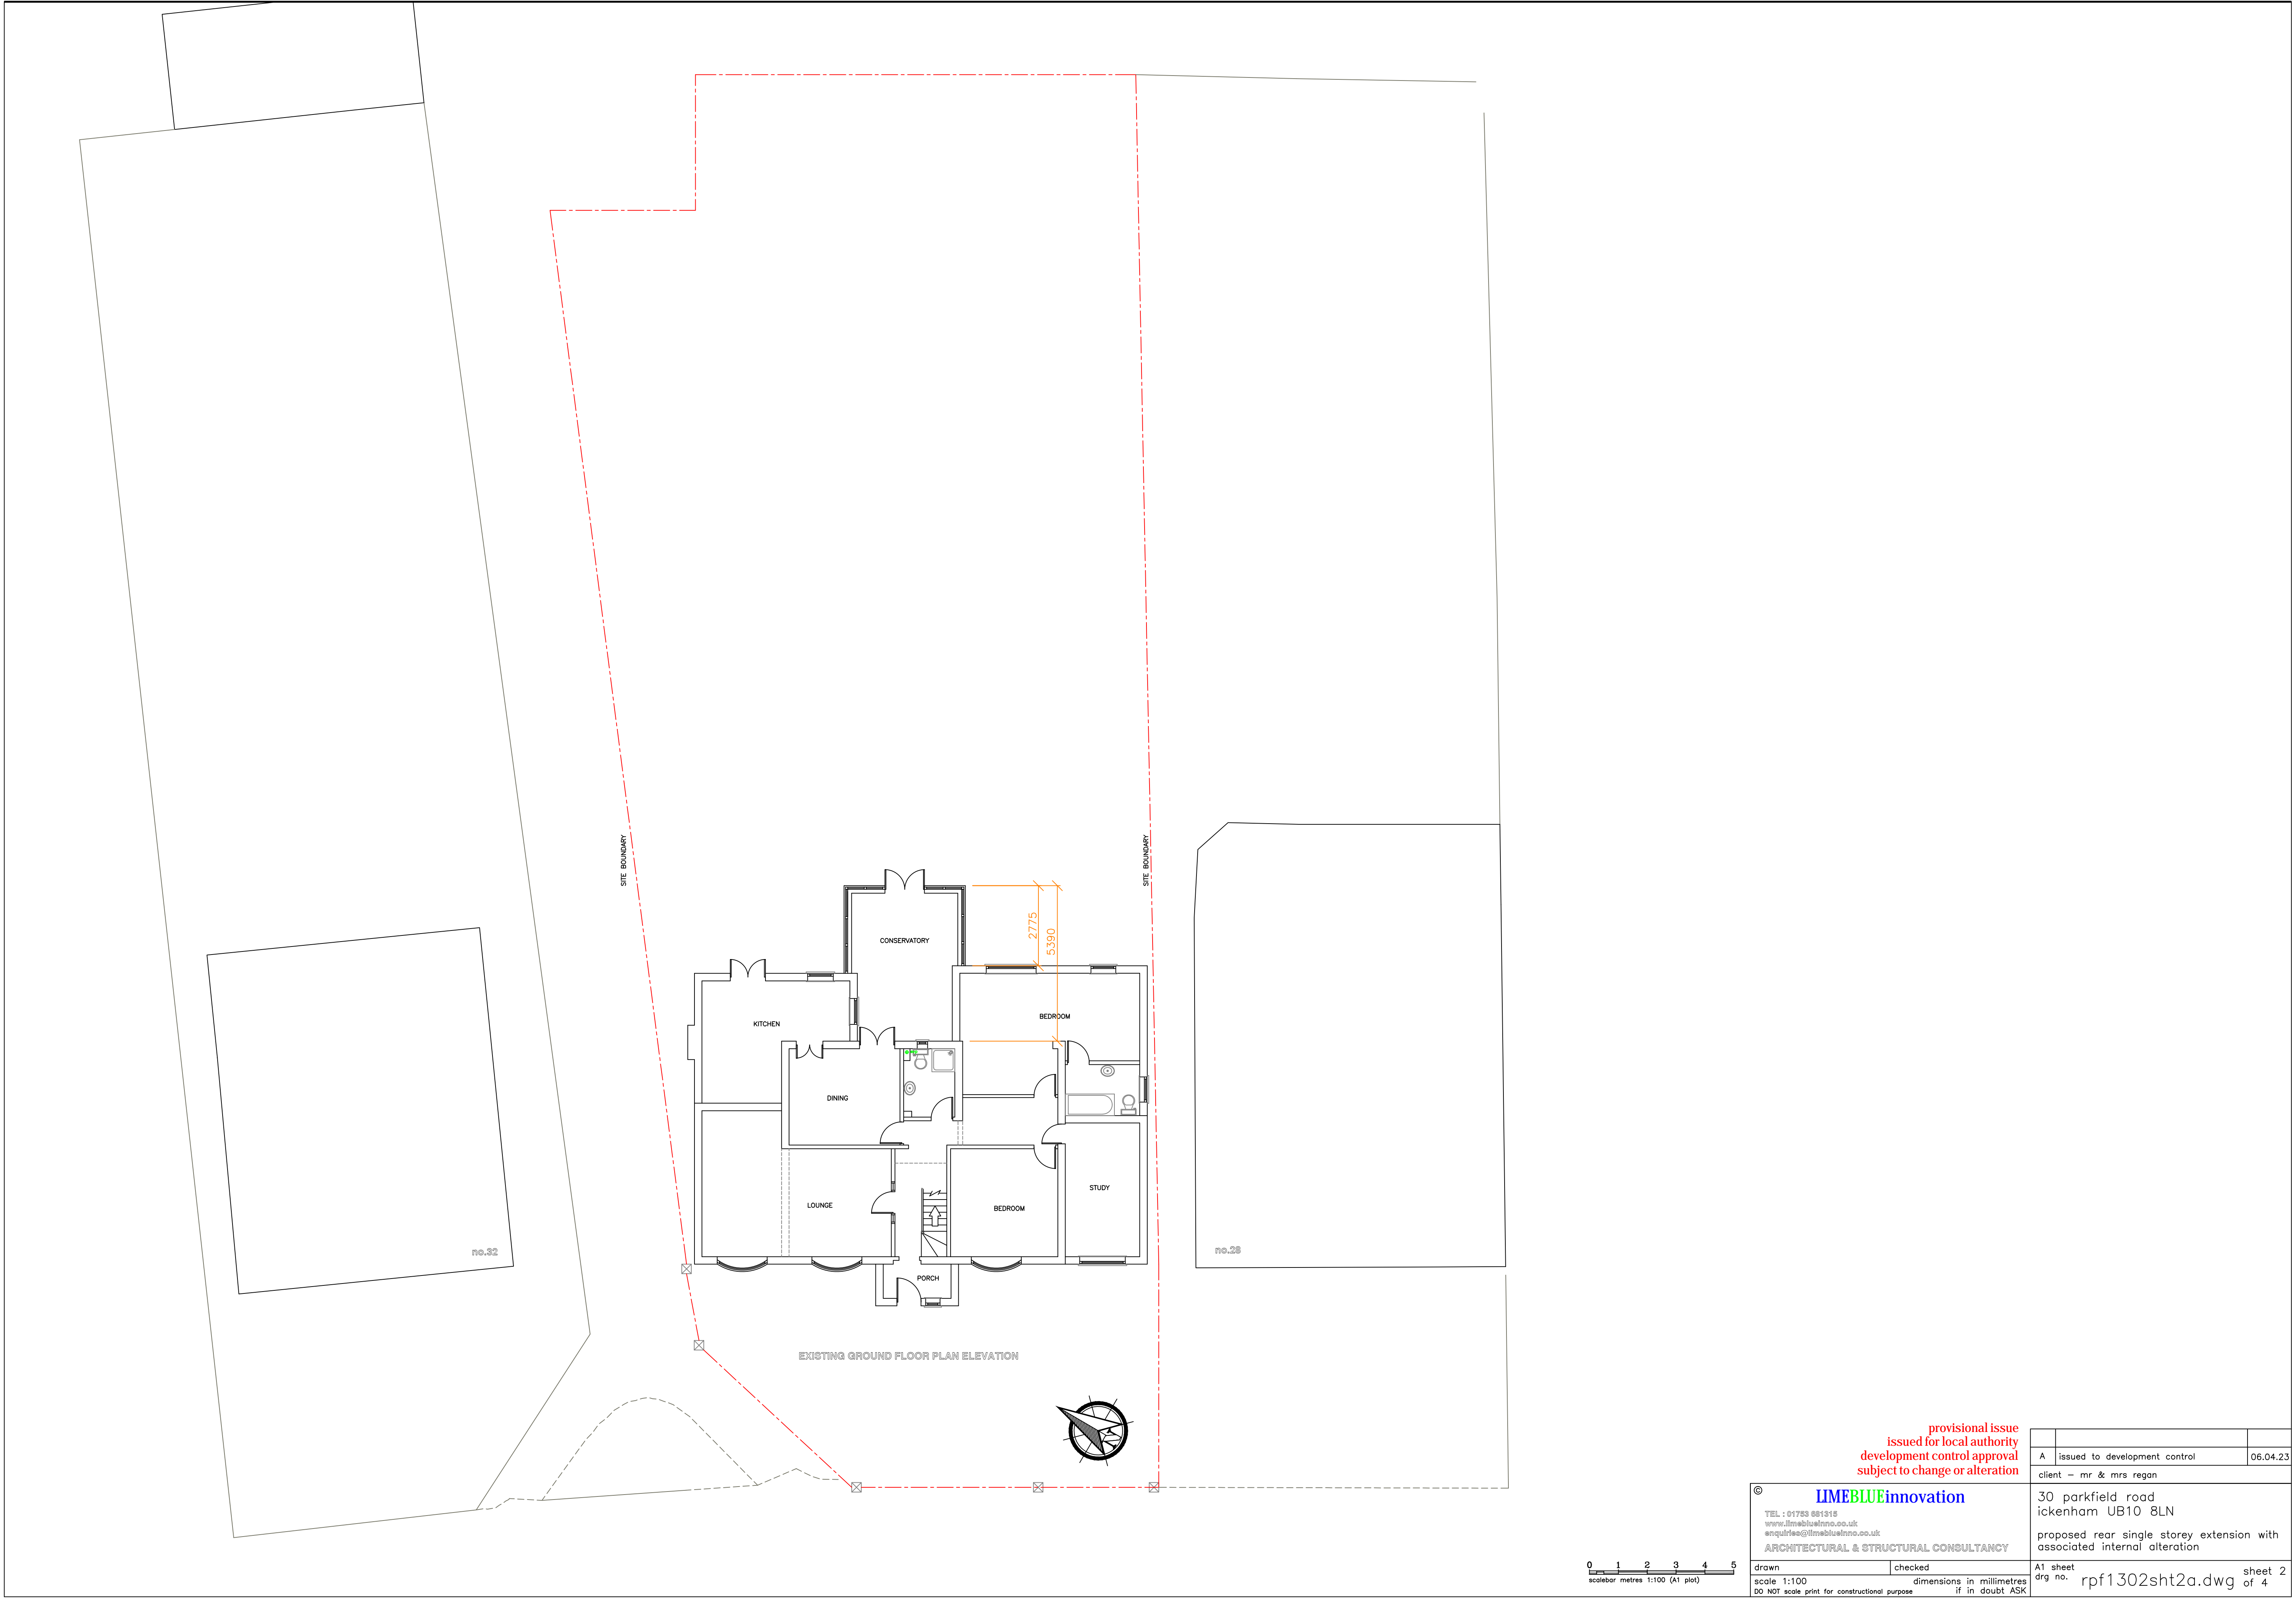 SITE BOUNDARY
SITE BOUNDARY
2775
5390
CONSERVATORY
KITCHEN
BEDROOM
DINING
LOUNGE
BEDROOM
STUDY
PORCH
no.32
no.28
EXISTING GROUND FLOOR PLAN ELEVATION
provisional issue
issued for local authority
development control approval
subject to change or alteration
A issued to development control 06.04.23
client – mr & mrs regan
©
LIMEBLUEinnovation
TEL : 01753 681315
www.limeblueinno.co.uk
enquiries@limeblueinno.co.uk
ARCHITECTURAL & STRUCTURAL CONSULTANCY
30 parkfield road
ickenham UB10 8LN
proposed rear single storey extension with
associated internal alteration
0 1 2 3 4 5
scalebar metres 1:100 (A1 plot)
drawn checked
scale 1:100 dimensions in millimetres
DO NOT scale print for constructional purpose if in doubt ASK
A1 sheet
drg no. rpf1302sht2a.dwg
sheet 2
of 4